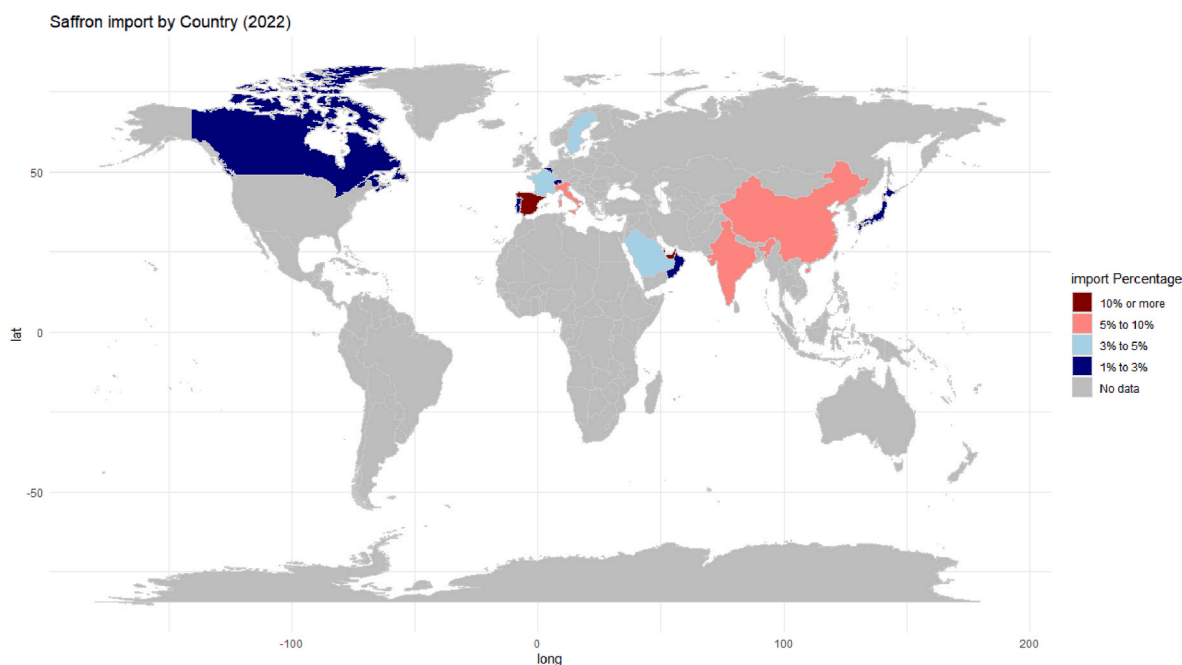 Saffron import by Country (2022)
50
0
-50
lat
-100
0
100
200
long
import Percentage
10% or more
5% to 10%
3% to 5%
1% to 3%
No data